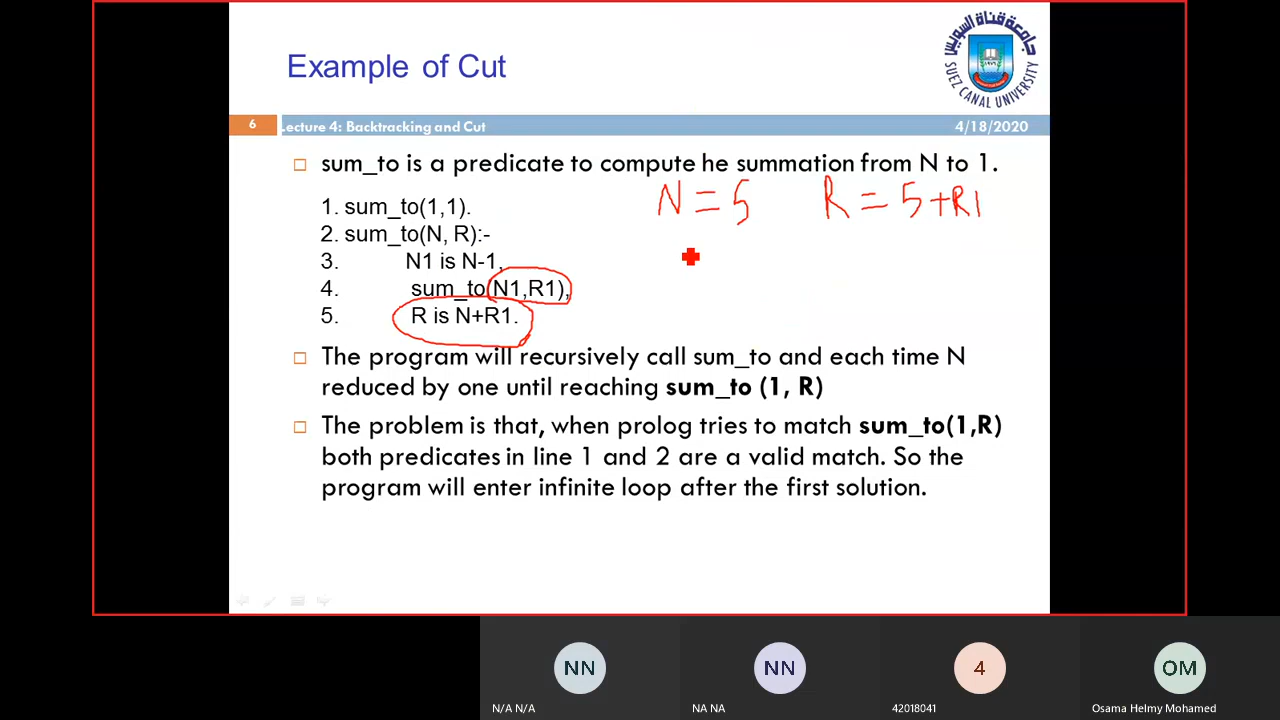 Example of Cut
جامعة قناة السويس
SUEZ CANAL UNIVERSITY
6
Lecture 4: Backtracking and Cut
4/18/2020
sum_to is a predicate to compute he summation from N to 1.
N = 5 R = 5+R1
1. sum_to(1,1).
2. sum_to(N, R):-
3. N1 is N-1,
4. sum_to(N1,R1),
5. R is N+R1.
The program will recursively call sum_to and each time N
reduced by one until reaching sum_to (1, R)
The problem is that, when prolog tries to match sum_to(1,R)
both predicates in line 1 and 2 are a valid match. So the
program will enter infinite loop after the first solution.
NN
NN
4
OM
N/A N/A
NA NA
42018041
Osama Helmy Mohamed